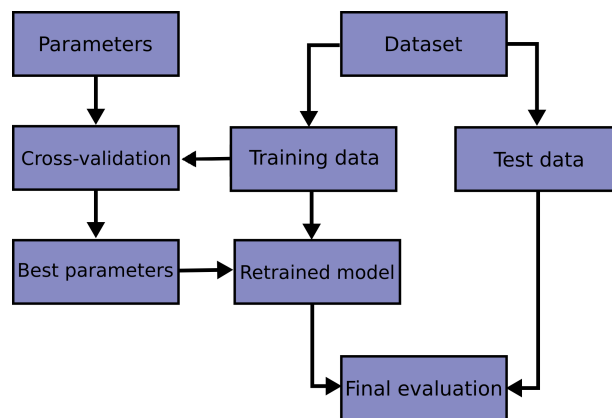 Parameters
Dataset
Cross-validation
Training data
Test data
Best parameters
Retrained model
Final evaluation